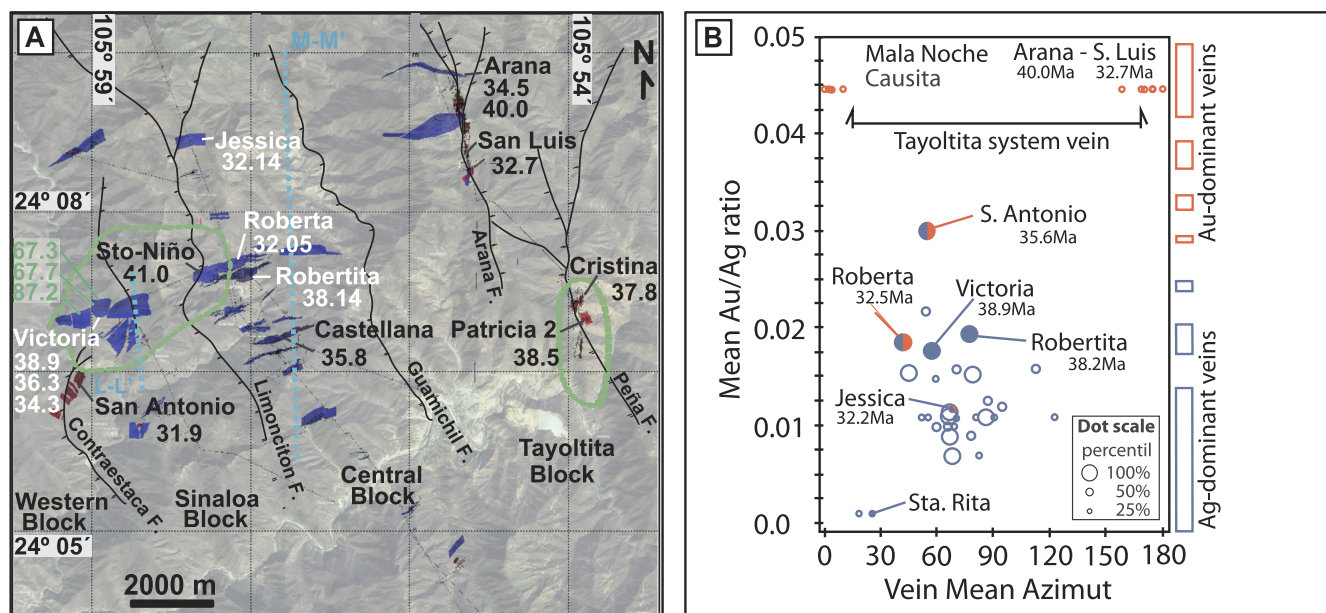 A
105º 59´
M-M’
105º 54´
N
Arana
34.5
40.0
Jessica
32.14
San Luis
32.7
24º 08´
Roberta
32.05
67.3
67.7
87.2
Sto-Niño
41.0
Robertita
38.14
Arana F.
Cristina
37.8
Victoria
38.9
36.3
34.3
Castellana
35.8
Patricia 2
38.5
L-L'
San Antonio
31.9
Contraestaca F.
Limonciton F.
Guamichil F.
Peña F.
Tayoltita
Block
Central
Block
Western
Block
Sinaloa
Block
24º 05´
2000 m
B
Mean Au/Ag ratio
0.05
0.04
0.03
0.02
0.01
0.0
Mala Noche
Causita
Arana - S. Luis
40.0Ma
32.7Ma
Tayoltita system vein
S. Antonio
35.6Ma
Roberta
32.5Ma
Victoria
38.9Ma
Robertita
38.2Ma
Jessica
32.2Ma
Sta. Rita
Dot scale
percentil
100%
50%
25%
0
30
60
90
120
150
180
Vein Mean Azimut
Au-dominant veins
Ag-dominant veins